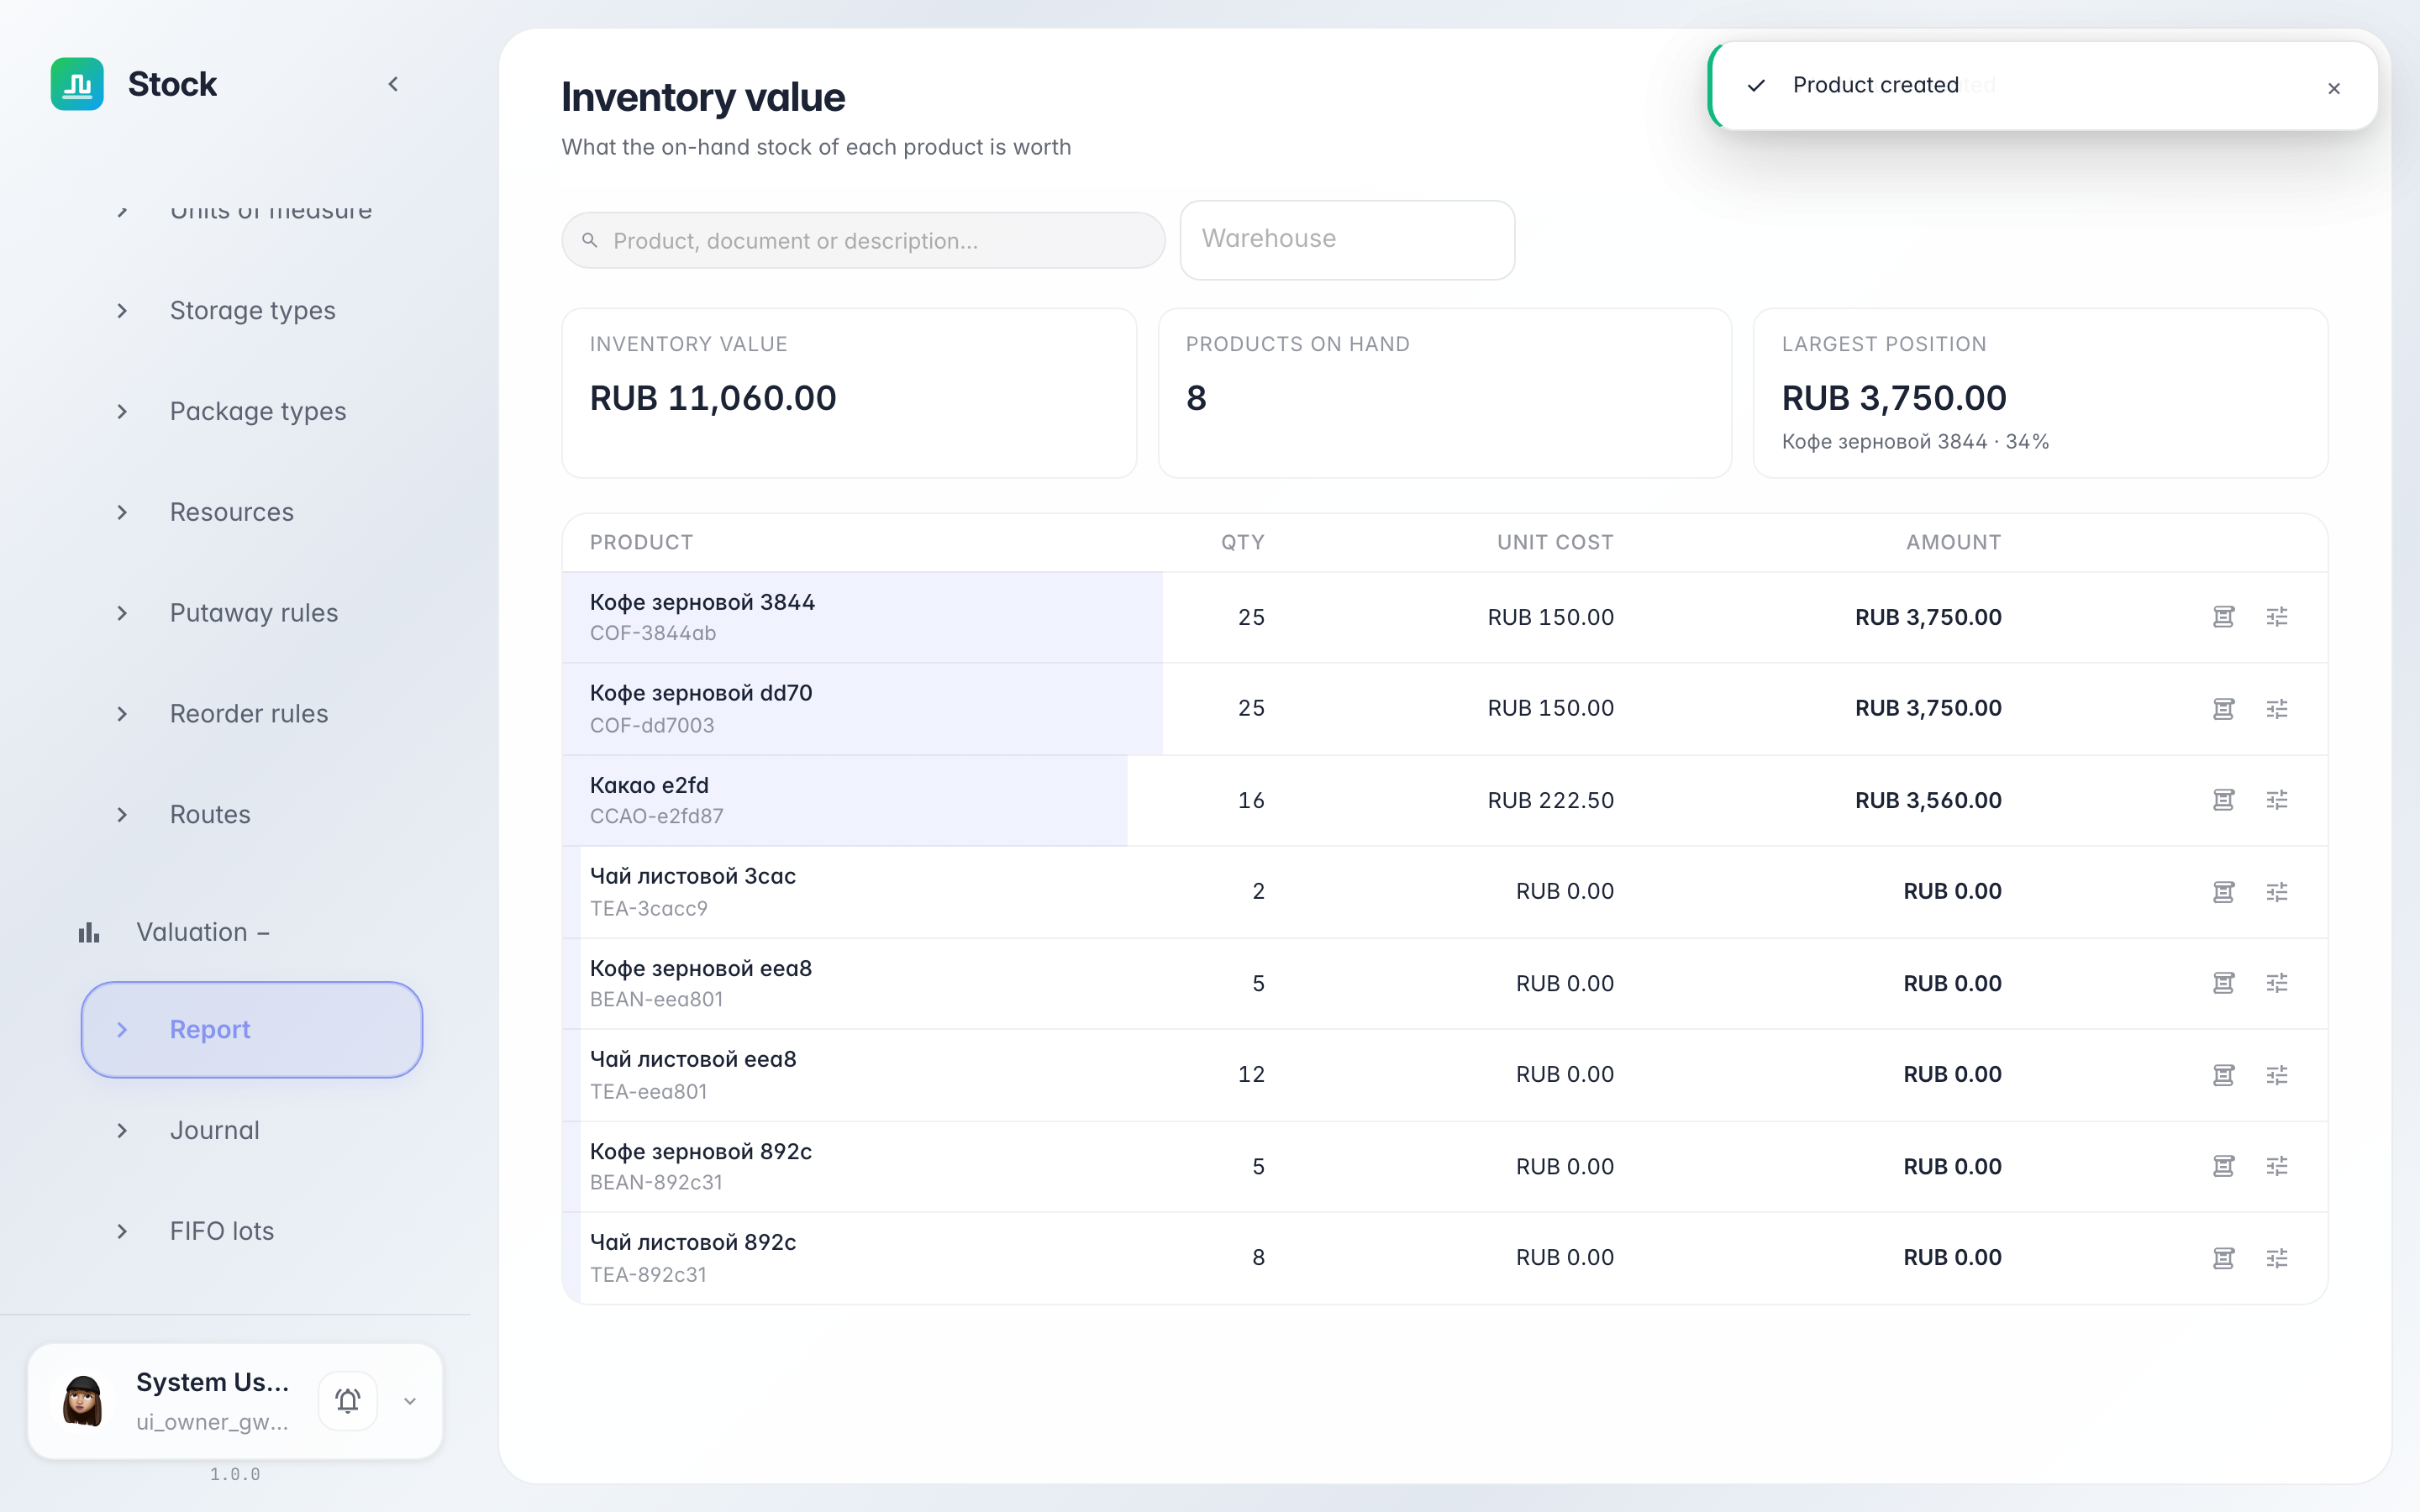 Stock
Units of measure
Storage types
Package types
Resources
Putaway rules
Reorder rules
Routes
Valuation –
Report
Journal
FIFO lots
System Us...
ui_owner_gw...
1.0.0
Inventory value
What the on-hand stock of each product is worth
Product created
Product, document or description...
Warehouse
INVENTORY VALUE
RUB 11,060.00
PRODUCTS ON HAND
8
LARGEST POSITION
RUB 3,750.00
Кофе зерновой 3844 · 34%
PRODUCT QTY UNIT COST AMOUNT
Кофе зерновой 3844
COF-3844ab
25 RUB 150.00 RUB 3,750.00
Кофе зерновой dd70
COF-dd7003
25 RUB 150.00 RUB 3,750.00
Какао e2fd
CCAO-e2fd87
16 RUB 222.50 RUB 3,560.00
Чай листовой 3cac
TEA-3cacc9
2 RUB 0.00 RUB 0.00
Кофе зерновой eea8
BEAN-eea801
5 RUB 0.00 RUB 0.00
Чай листовой eea8
TEA-eea801
12 RUB 0.00 RUB 0.00
Кофе зерновой 892c
BEAN-892c31
5 RUB 0.00 RUB 0.00
Чай листовой 892c
TEA-892c31
8 RUB 0.00 RUB 0.00